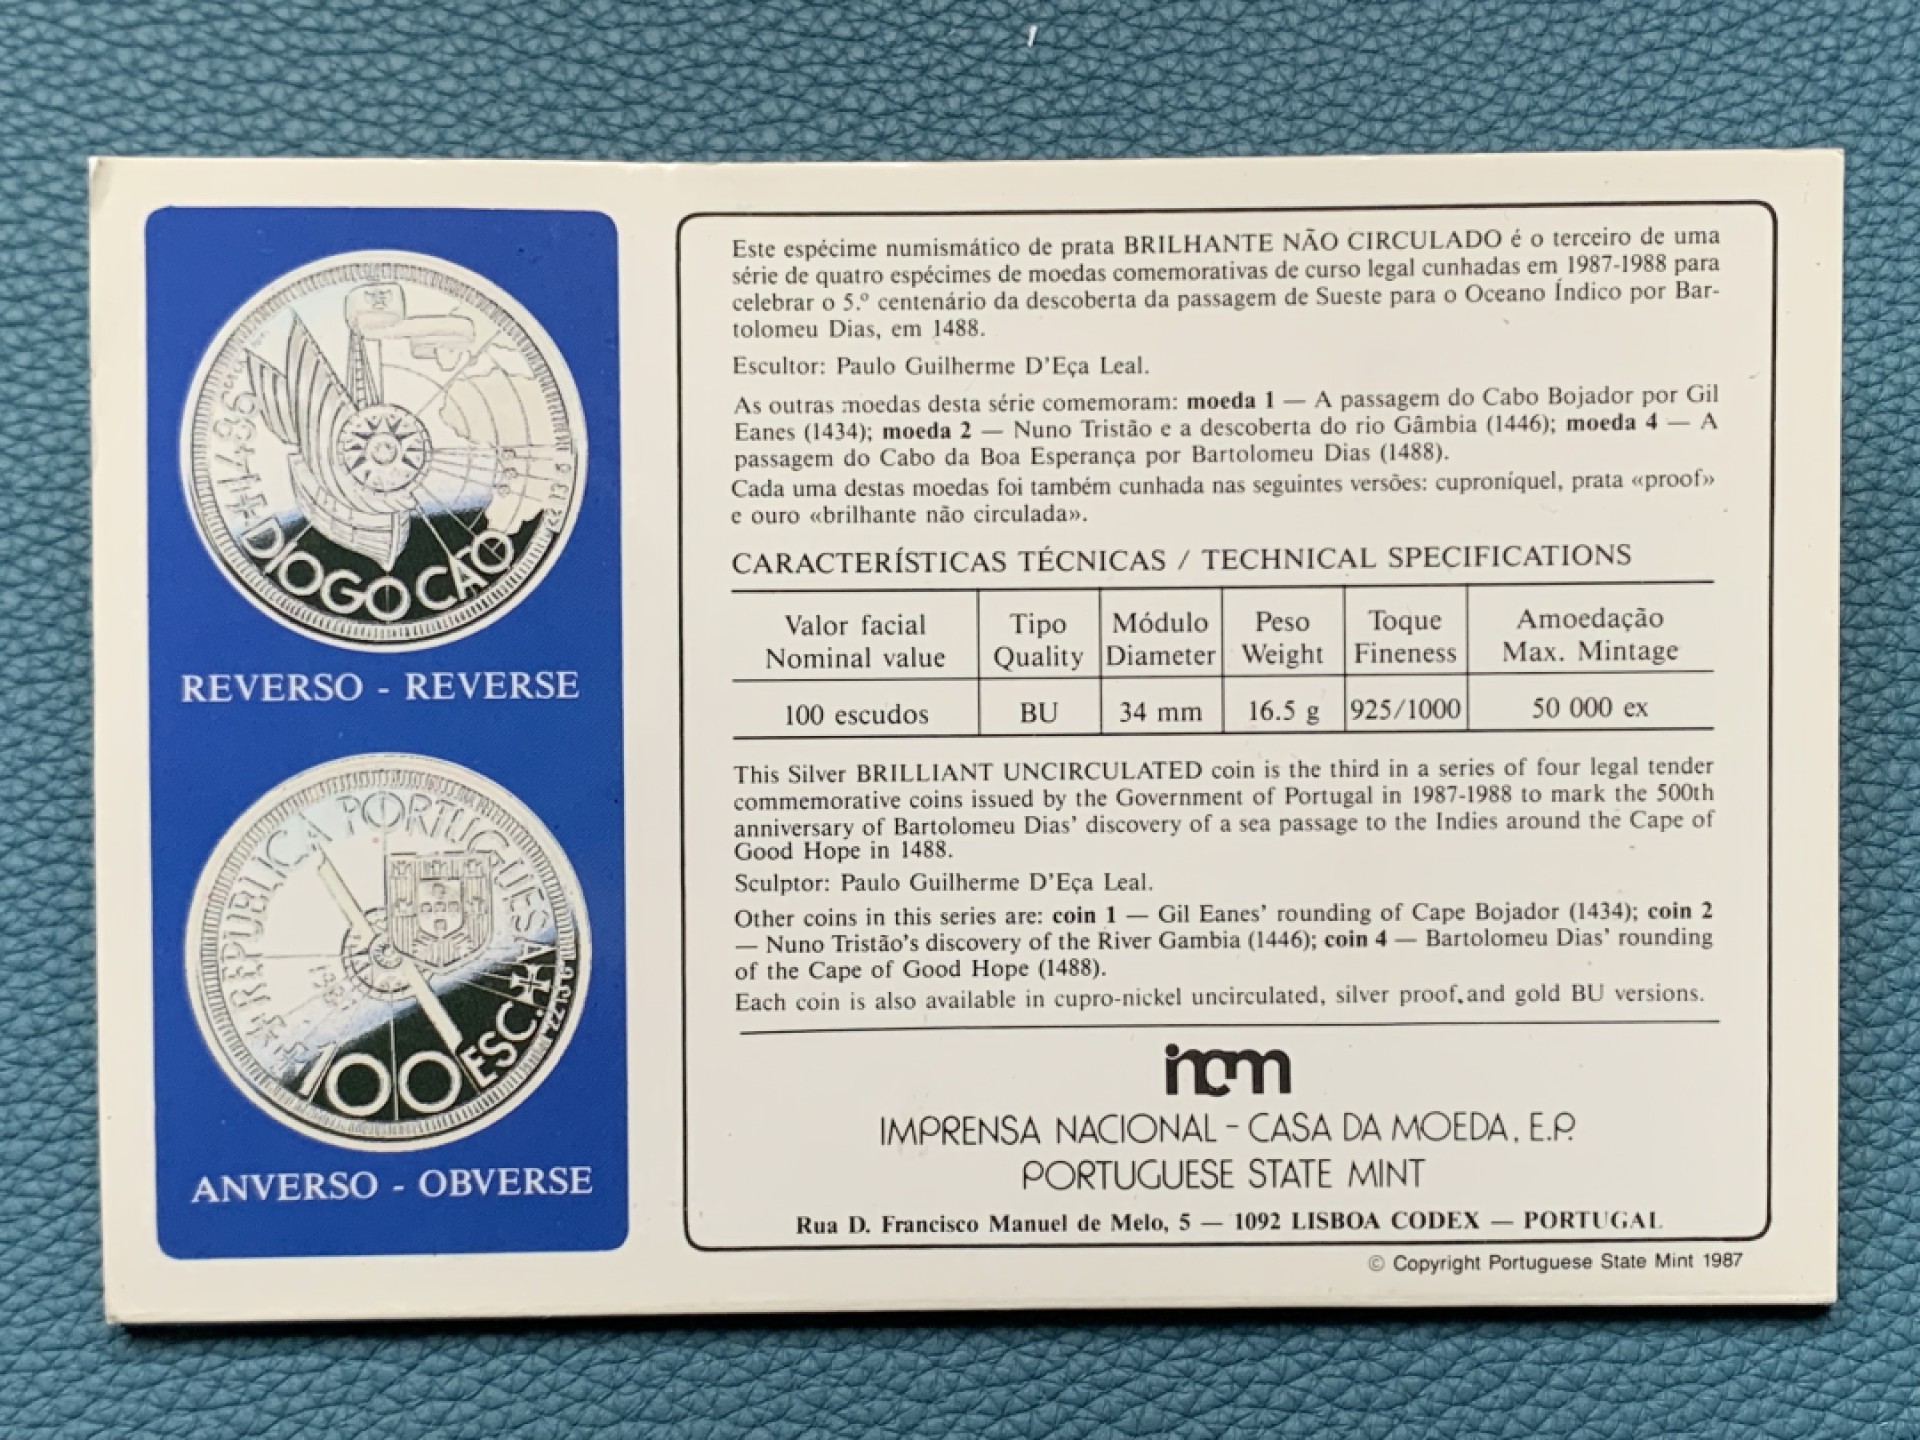 1486
DIOGO CÃO
REVERSO - REVERSE
REPUBLICA PORTUGUESA
100 ESC.
ANVERSO - OBVERSE
Este espécime numismático de prata BRILHANTE NÃO CIRCULADO é o terceiro de uma
série de quatro espécimes de moedas comemorativas de curso legal cunhadas em 1987-1988 para
celebrar o 5.º centenário da descoberta da passagem de Sueste para o Oceano Índico por Bar-
tolomeu Dias, em 1488.
Escultor: Paulo Guilherme D'Eça Leal.
As outras moedas desta série comemoram: moeda 1 — A passagem do Cabo Bojador por Gil
Eanes (1434); moeda 2 — Nuno Tristão e a descoberta do rio Gâmbia (1446); moeda 4 — A
passagem do Cabo da Boa Esperança por Bartolomeu Dias (1488).
Cada uma destas moedas foi também cunhada nas seguintes versões: cuproníquel, prata «proof»
e ouro «brilhante não circulada».
CARACTERÍSTICAS TÉCNICAS / TECHNICAL SPECIFICATIONS
Valor facial Tipo Módulo Peso Toque Amoedação
Nominal value Quality Diameter Weight Fineness Max. Mintage
100 escudos BU 34 mm 16.5 g 925/1000 50 000 ex
This Silver BRILLIANT UNCIRCULATED coin is the third in a series of four legal tender
commemorative coins issued by the Government of Portugal in 1987-1988 to mark the 500th
anniversary of Bartolomeu Dias' discovery of a sea passage to the Indies around the Cape of
Good Hope in 1488.
Sculptor: Paulo Guilherme D'Eça Leal.
Other coins in this series are: coin 1 — Gil Eanes' rounding of Cape Bojador (1434); coin 2
— Nuno Tristão's discovery of the River Gambia (1446); coin 4 — Bartolomeu Dias' rounding
of the Cape of Good Hope (1488).
Each coin is also available in cupro-nickel uncirculated, silver proof,and gold BU versions.
incm
IMPRENSA NACIONAL - CASA DA MOEDA, E.P.
PORTUGUESE STATE MINT
Rua D. Francisco Manuel de Melo, 5 — 1092 LISBOA CODEX — PORTUGAL
© Copyright Portuguese State Mint 1987